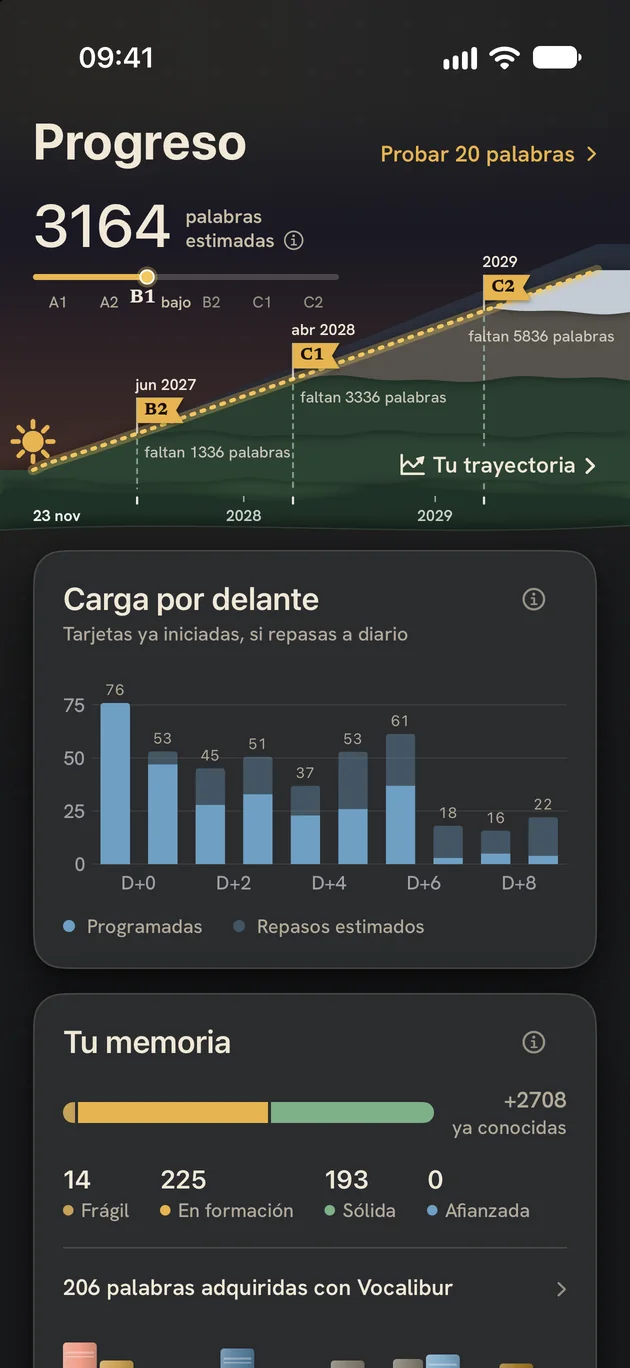 09:41
Progreso
Probar 20 palabras
3164 palabras estimadas
A1 A2 B1 bajo B2 C1 C2
2029
C2
faltan 5836 palabras
abr 2028
C1
faltan 3336 palabras
jun 2027
B2
faltan 1336 palabras
Tu trayectoria
23 nov 2028 2029
Carga por delante
Tarjetas ya iniciadas, si repasas a diario
76 53 45 51 37 53 61 18 16 22
75
50
25
0
D+0 D+2 D+4 D+6 D+8
Programadas Repasos estimados
Tu memoria
+2708
ya conocidas
14 225 193 0
Frágil En formación Sólida Afianzada
206 palabras adquiridas con Vocalibur